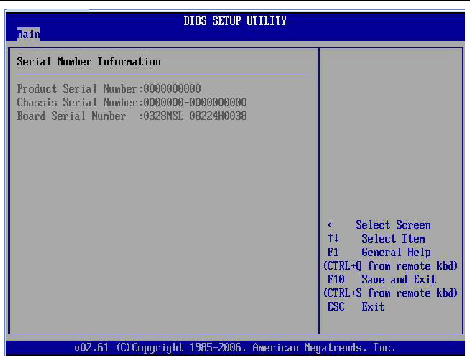 BIOS SETUP UTILITY
Main
Serial Number Information
Product Serial Number:0000000000
Chassis Serial Number:0000000-0000000000
Board Serial Number :0328MSL-08224H0038
< Select Screen
↑↓ Select Item
F1 General Help
(CTRL+Q from remote kbd)
F10 Save and Exit
(CTRL+S from remote kbd)
ESC Exit
v02.61 (C)Copyright 1985-2006, American Megatrends, Inc.